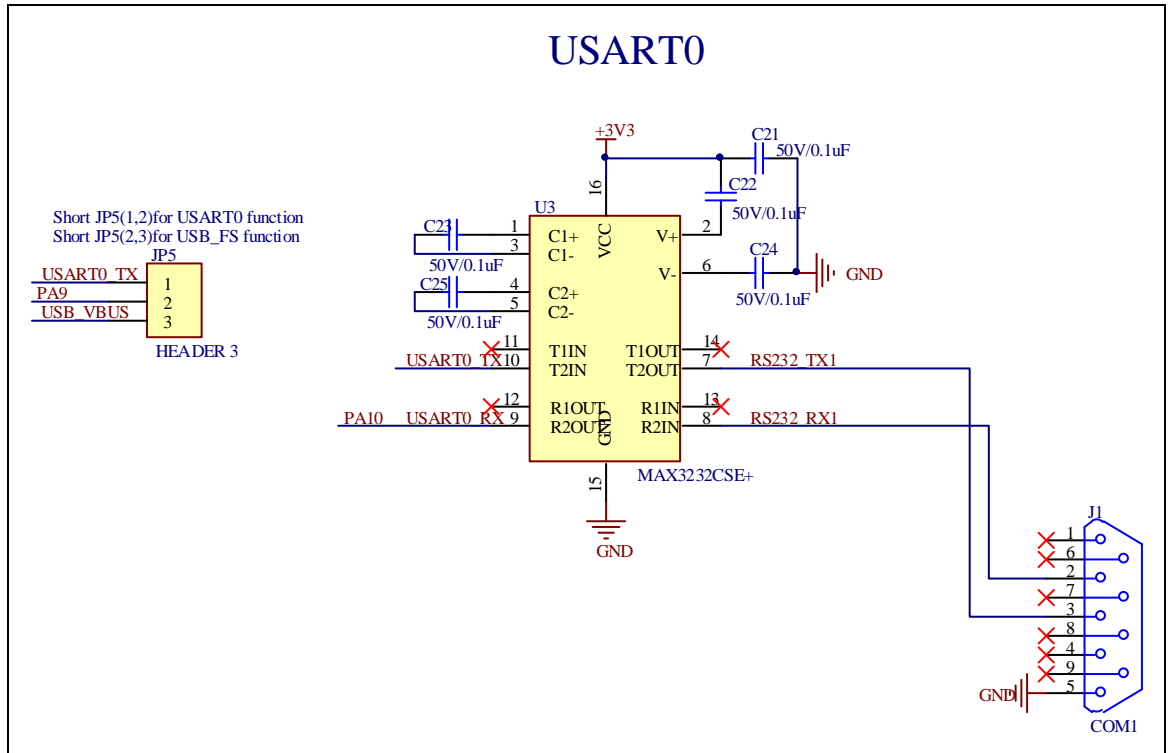 USART0
+3V3
C21
50V/0.1uF
C22
50V/0.1uF
16
U3
VCC
Short JP5(1,2)for USART0 function
Short JP5(2,3)for USB_FS function
JP5
USART0_TX 1
PA9 2
USB_VBUS 3
HEADER 3
C23
50V/0.1uF
1 C1+
3 C1-
C25
50V/0.1uF
4 C2+
5 C2-
V+ 2
V- 6
C24
50V/0.1uF
GND
11 T1IN
USART0_TX 10 T2IN
T1OUT 14
T2OUT 7 RS232_TX1
12 R1OUT
PA10 USART0_RX 9 R2OUT
GND
R1IN 13
R2IN 8 RS232_RX1
MAX3232CSE+
15
GND
J1
1
6
2
7
3
8
4
9
GND 5
COM1